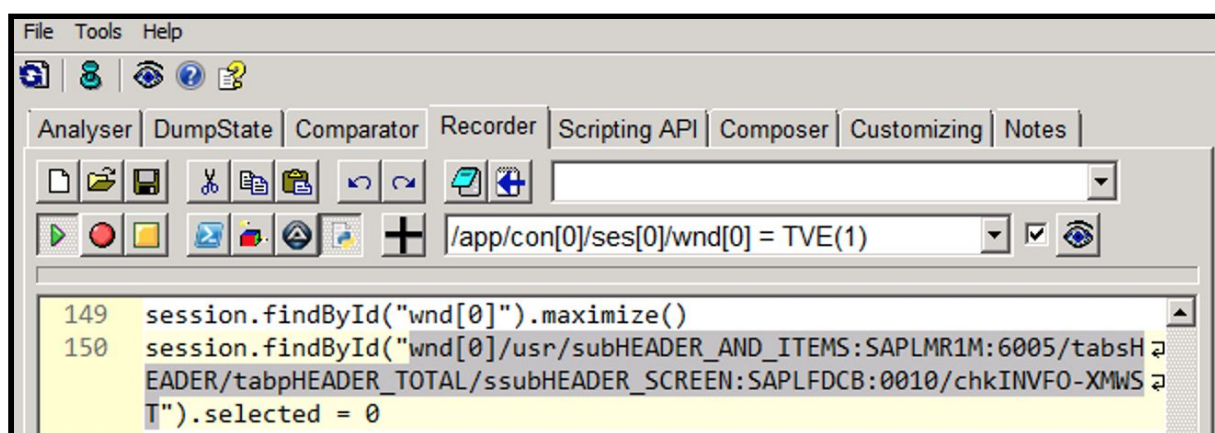 File Tools Help
Analyser DumpState Comparator Recorder Scripting API Composer Customizing Notes
/app/con[0]/ses[0]/wnd[0] = TVE(1)
149 session.findById("wnd[0]").maximize()
150 session.findById("wnd[0]/usr/subHEADER_AND_ITEMS:SAPLMR1M:6005/tabsH
EADER/tabpHEADER_TOTAL/ssubHEADER_SCREEN:SAPLFDCB:0010/chkINVFO-XMWS
T").selected = 0